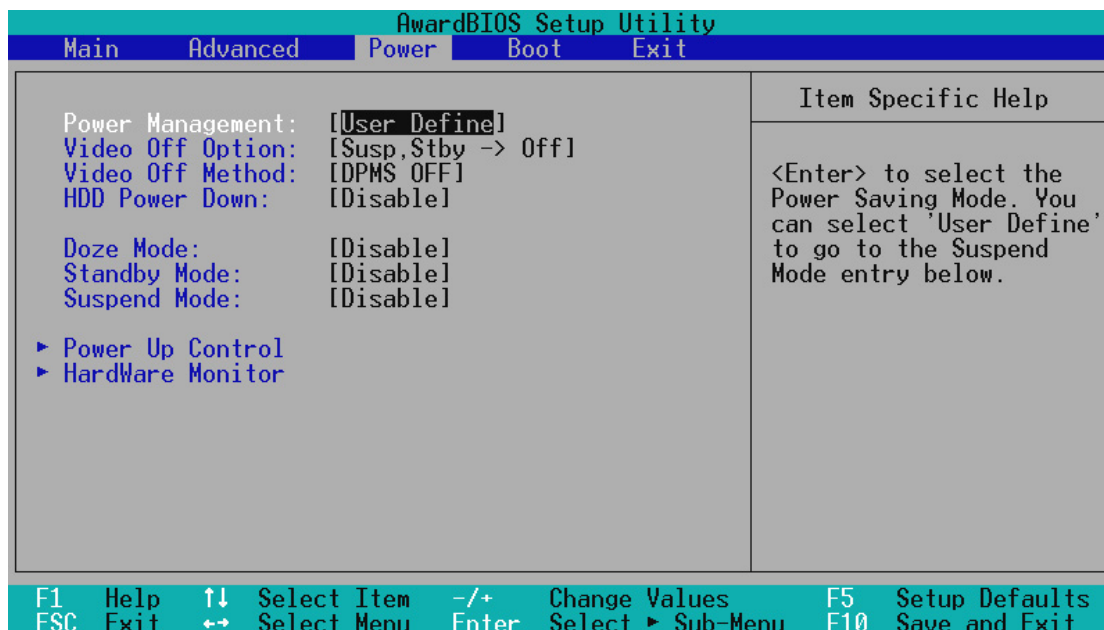 AwardBIOS Setup Utility
Main Advanced Power Boot Exit
Power Management: [User Define]
Video Off Option: [Susp,Stby -> Off]
Video Off Method: [DPMS OFF]
HDD Power Down: [Disable]
Doze Mode: [Disable]
Standby Mode: [Disable]
Suspend Mode: [Disable]
► Power Up Control
► HardWare Monitor
Item Specific Help
<Enter> to select the
Power Saving Mode. You
can select 'User Define'
to go to the Suspend
Mode entry below.
F1 Help ↑↓ Select Item -/+ Change Values F5 Setup Defaults
ESC Exit ←→ Select Menu Enter Select ► Sub-Menu F10 Save and Exit